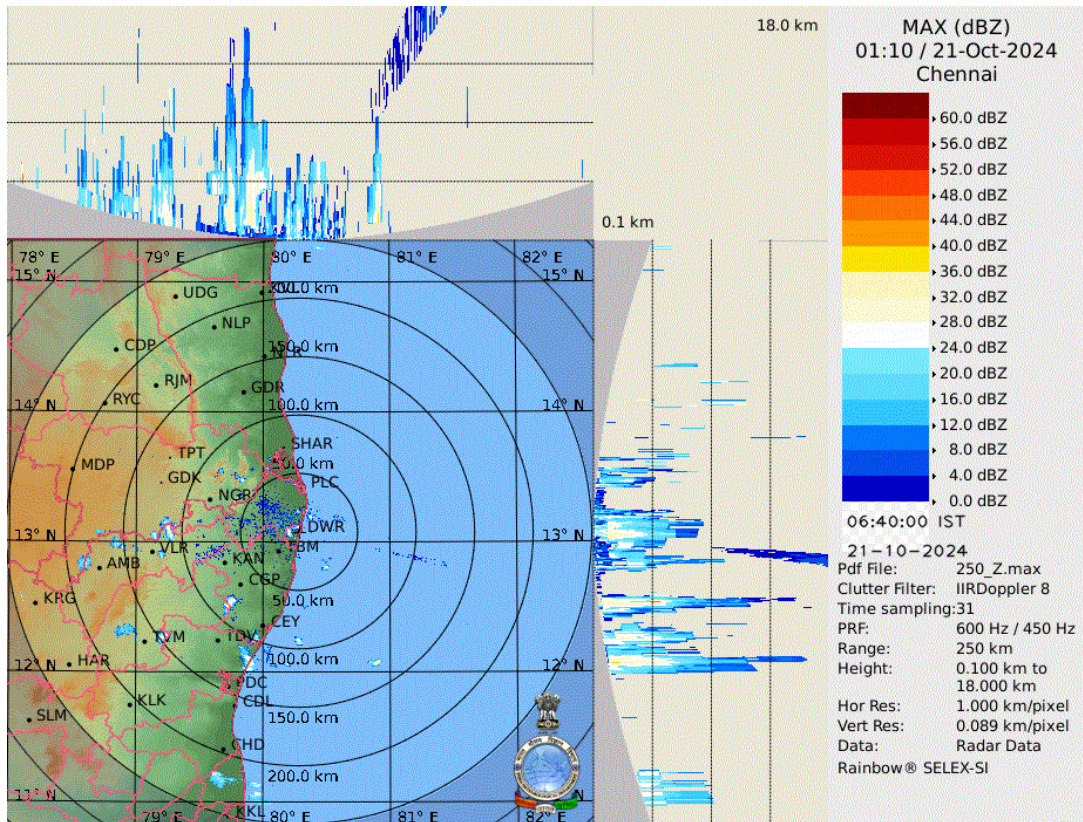 18.0 km
0.1 km
MAX (dBZ)
01:10 / 21-Oct-2024
Chennai
60.0 dBZ
56.0 dBZ
52.0 dBZ
48.0 dBZ
44.0 dBZ
40.0 dBZ
36.0 dBZ
32.0 dBZ
28.0 dBZ
24.0 dBZ
20.0 dBZ
16.0 dBZ
12.0 dBZ
8.0 dBZ
4.0 dBZ
0.0 dBZ
06:40:00 IST
21-10-2024
Pdf File: 250_Z.max
Clutter Filter: IIRDoppler 8
Time sampling:31
PRF: 600 Hz / 450 Hz
Range: 250 km
Height: 0.100 km to
18.000 km
Hor Res: 1.000 km/pixel
Vert Res: 0.089 km/pixel
Data: Radar Data
Rainbow® SELEX-SI
78° E 79° E 80° E 81° E 82° E
15° N 15° N
UDG
NLP
CDP
150.0 km
RJM
GDR
RYC
14° N 100.0 km 14° N
SHAR
TPT
50.0 km
MDP
GDK
PLC
NGR
13° N DWR 13° N
VLR
KAN
AMB
CGP
KPG
50.0 km
CEY
TVM TDV
100.0 km
HAR 12° N 12° N
PDC
KLK CDL
SLM
150.0 km
CHD
200.0 km
11° N 11° N
KKL
79° E 80° E 81° E 82° E